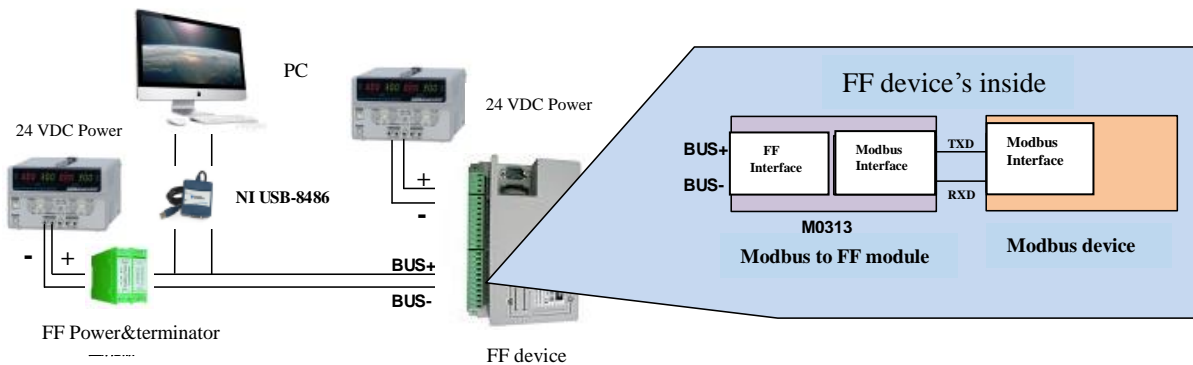 PC
24 VDC Power
24 VDC Power
+
-
NI USB-8486
-
+
BUS+
BUS-
FF Power&terminator
FF device
FF device's inside
BUS+
BUS-
FF
Interface
Modbus
Interface
TXD
RXD
Modbus
Interface
M0313
Modbus to FF module
Modbus device